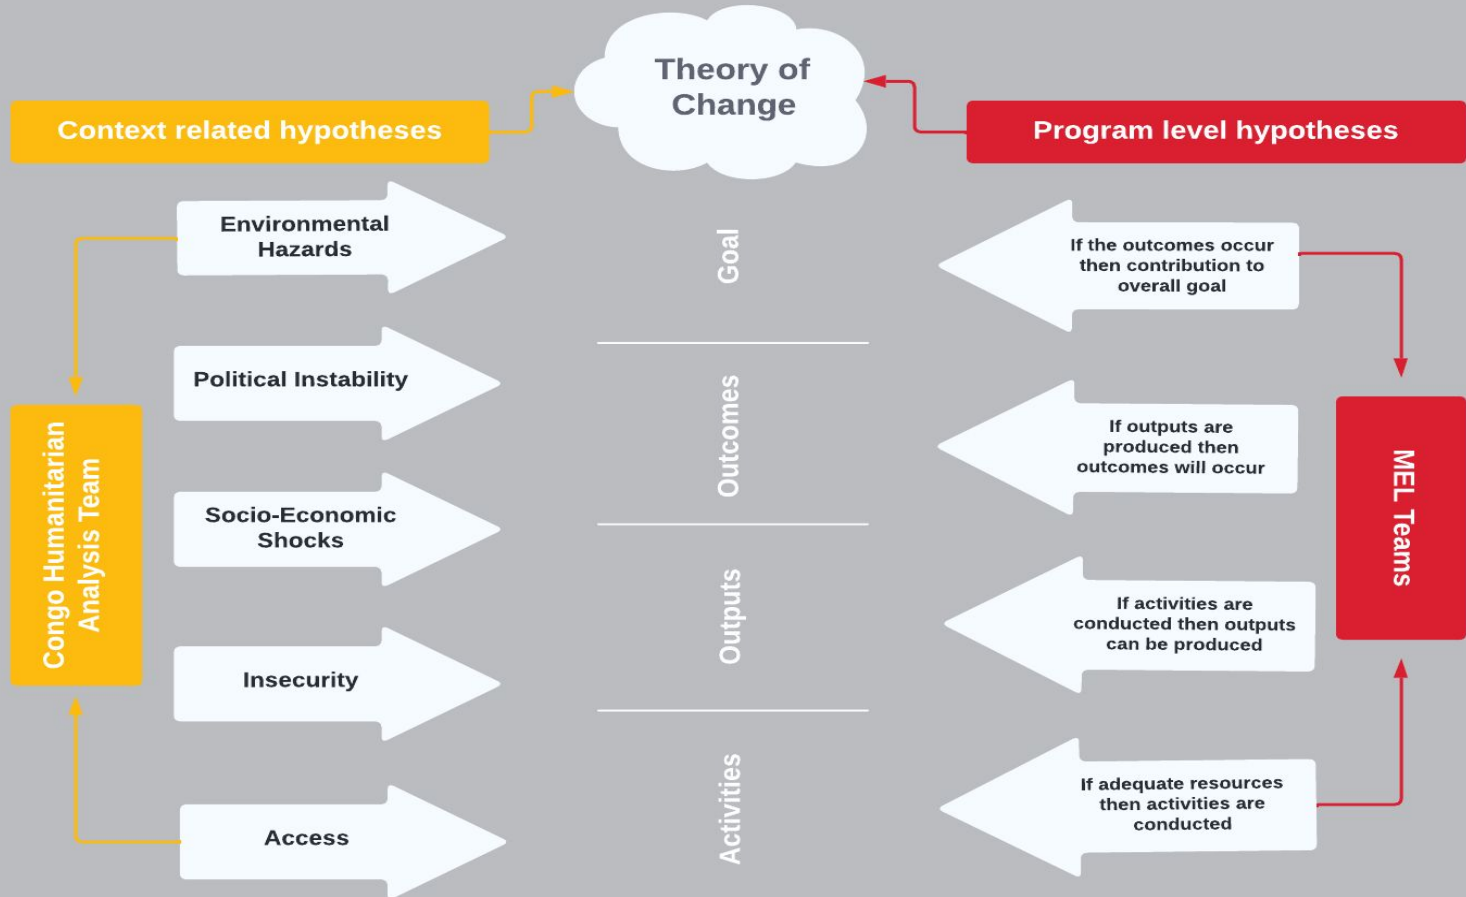 Theory of
Change
Context related hypotheses
Program level hypotheses
Environmental
Hazards
Political Instability
Socio-Economic
Shocks
Insecurity
Access
Congo Humanitarian
Analysis Team
Goal
Outcomes
Outputs
Activities
If the outcomes occur
then contribution to
overall goal
If outputs are
produced then
outcomes will occur
If activities are
conducted then outputs
can be produced
If adequate resources
then activities are
conducted
MEL Teams